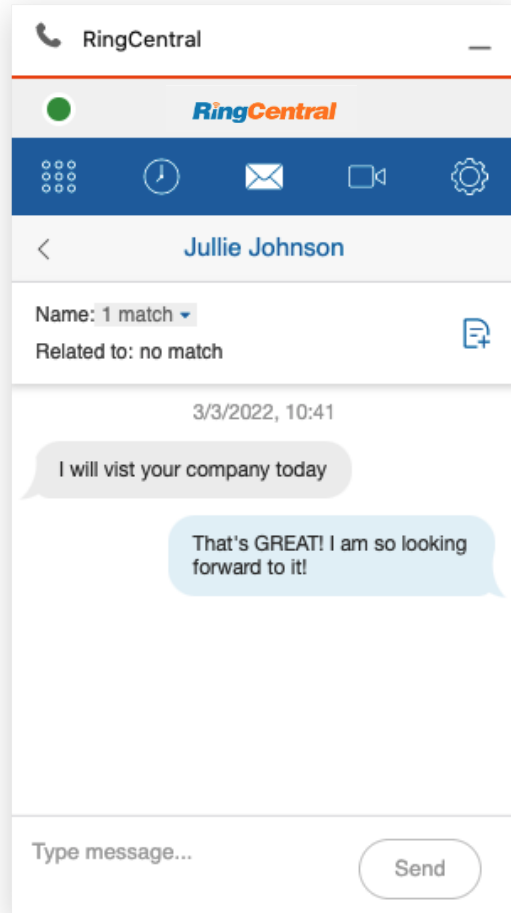 RingCentral
RingCentral
Jullie Johnson
Name: 1 match
Related to: no match
3/3/2022, 10:41
I will vist your company today
That's GREAT! I am so looking
forward to it!
Type message...
Send